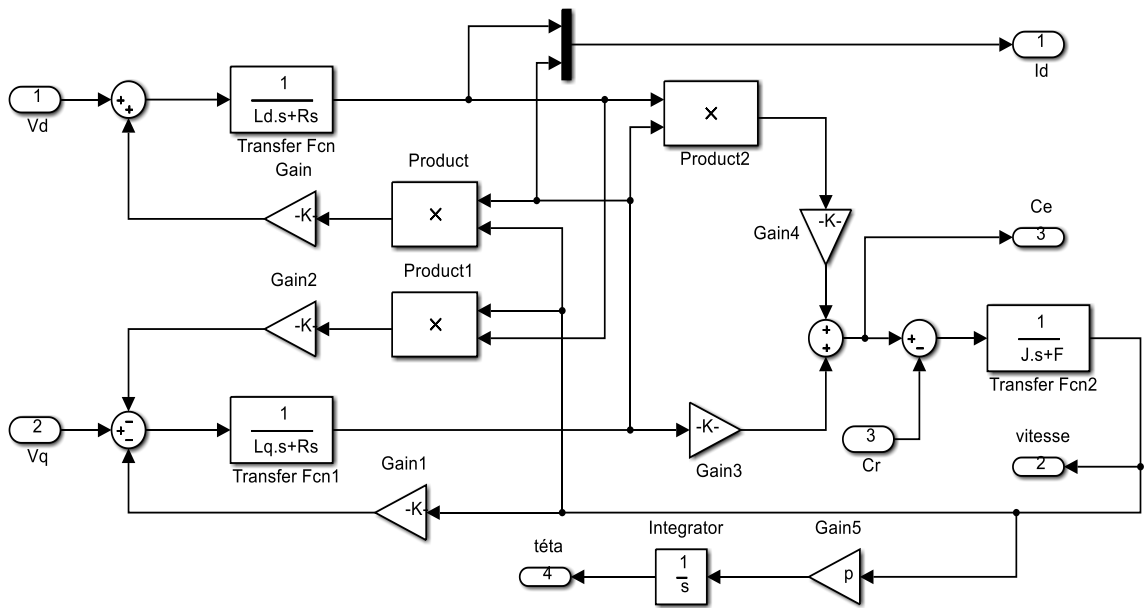 1
Id
1
Vd
+
+
1
Ld.s+Rs
Transfer Fcn
×
Product2
Gain
-K-
Product
×
-K-
Gain4
Ce
3
Gain2
-K-
Product1
×
+
+
+
−
1
J.s+F
Transfer Fcn2
2
Vq
−
+
−
1
Lq.s+Rs
Transfer Fcn1
-K-
Gain3
3
Cr
vitesse
2
Gain1
-K-
téta
4
Integrator
1
s
Gain5
p